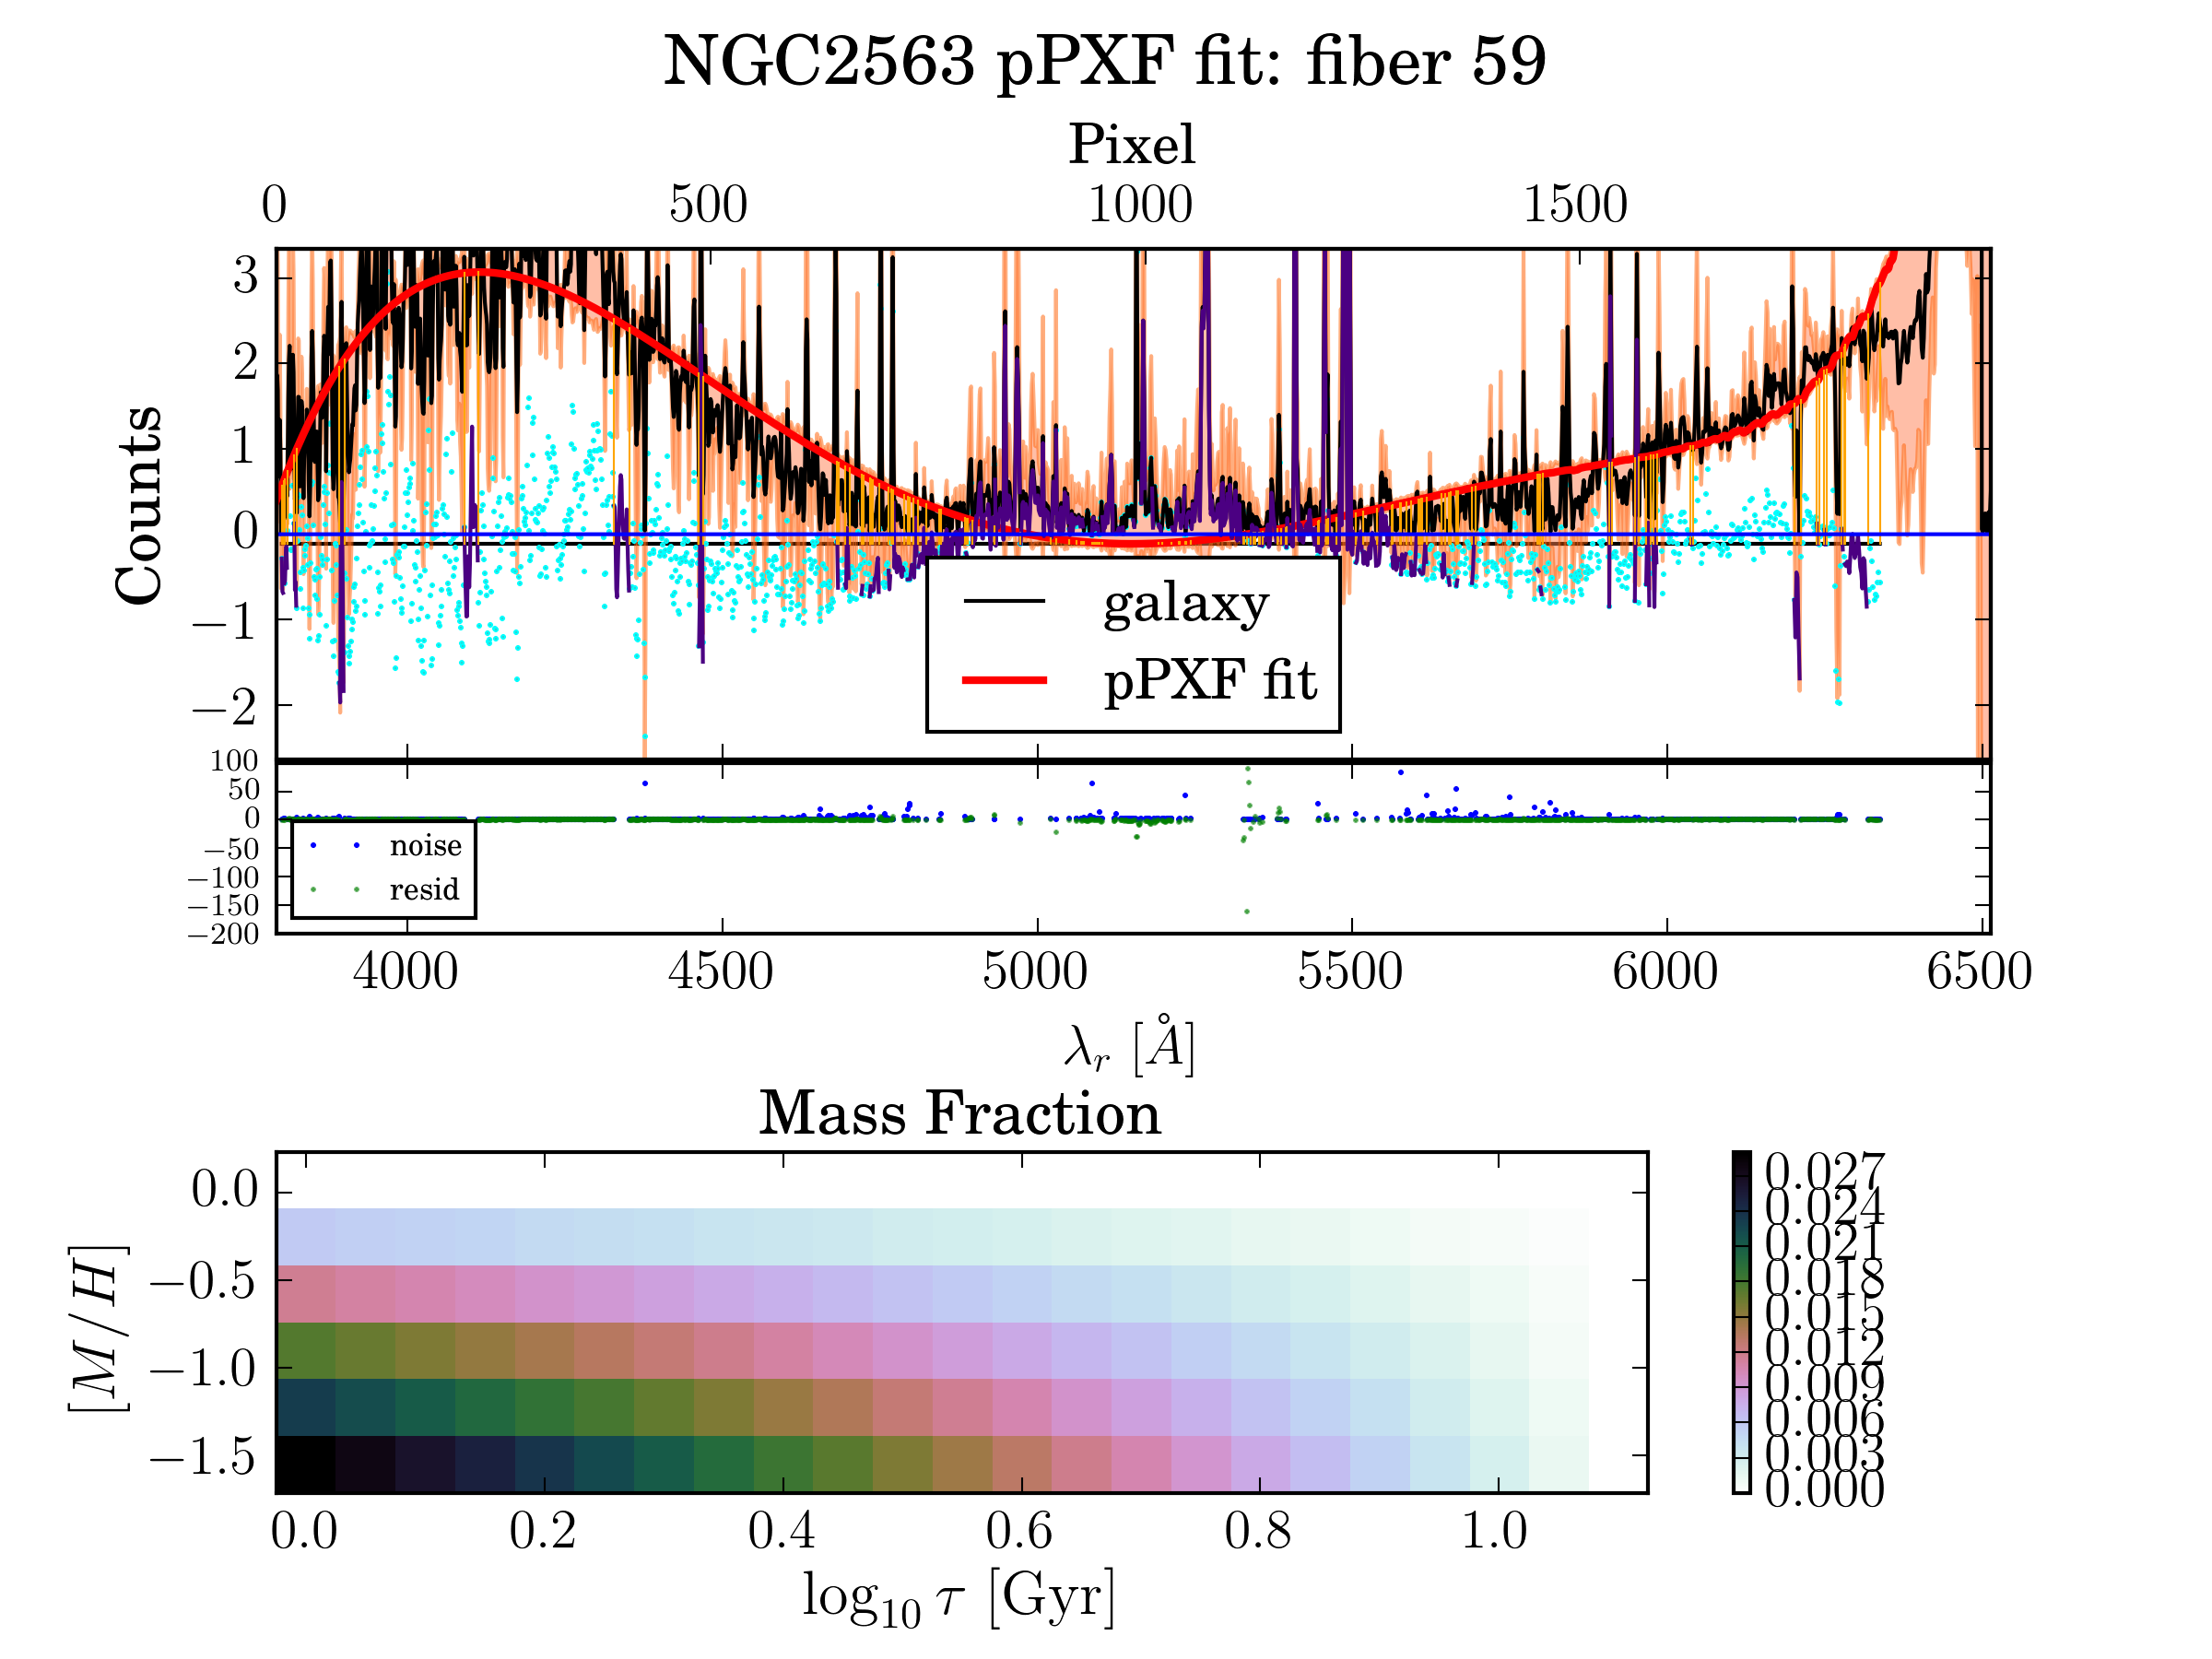 NGC2563 pPXF fit: fiber 59
Pixel
0 500 1000 1500
3
2
1
0
−1
−2
Counts
galaxy
pPXF fit
100
50
0
−50
−100
−150
−200
noise
resid
4000 4500 5000 5500 6000 6500
λr [Å]
Mass Fraction
0.0
−0.5
−1.0
−1.5
[M/H]
0.0 0.2 0.4 0.6 0.8 1.0
log10 τ [Gyr]
0.027
0.024
0.021
0.018
0.015
0.012
0.009
0.006
0.003
0.000